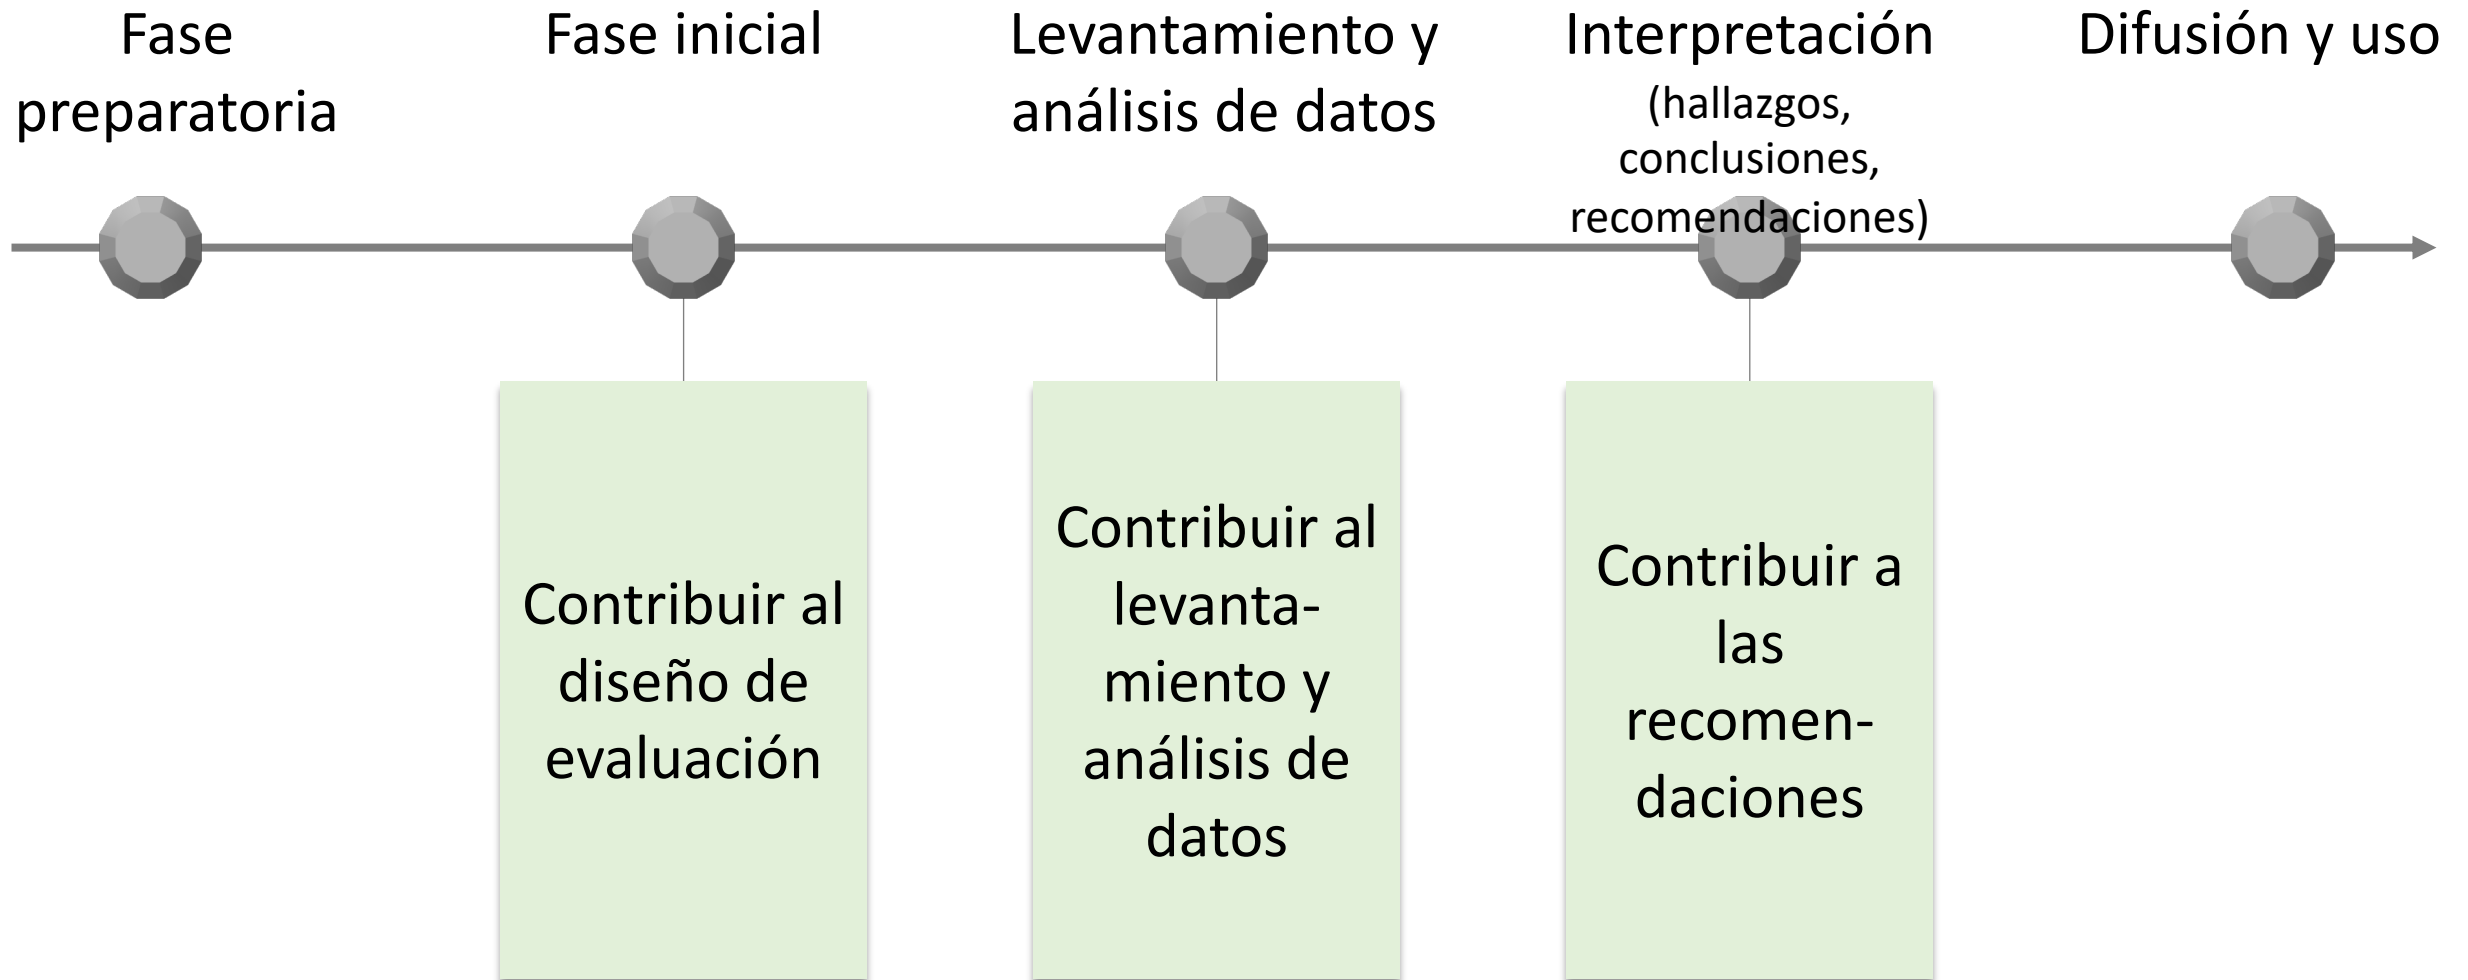 Fase
preparatoria
Fase inicial
Levantamiento y
análisis de datos
Interpretación
(hallazgos,
conclusiones,
recomendaciones)
Difusión y uso
Contribuir al
diseño de
evaluación
Contribuir al
levanta-
miento y
análisis de
datos
Contribuir a
las
recomen-
daciones